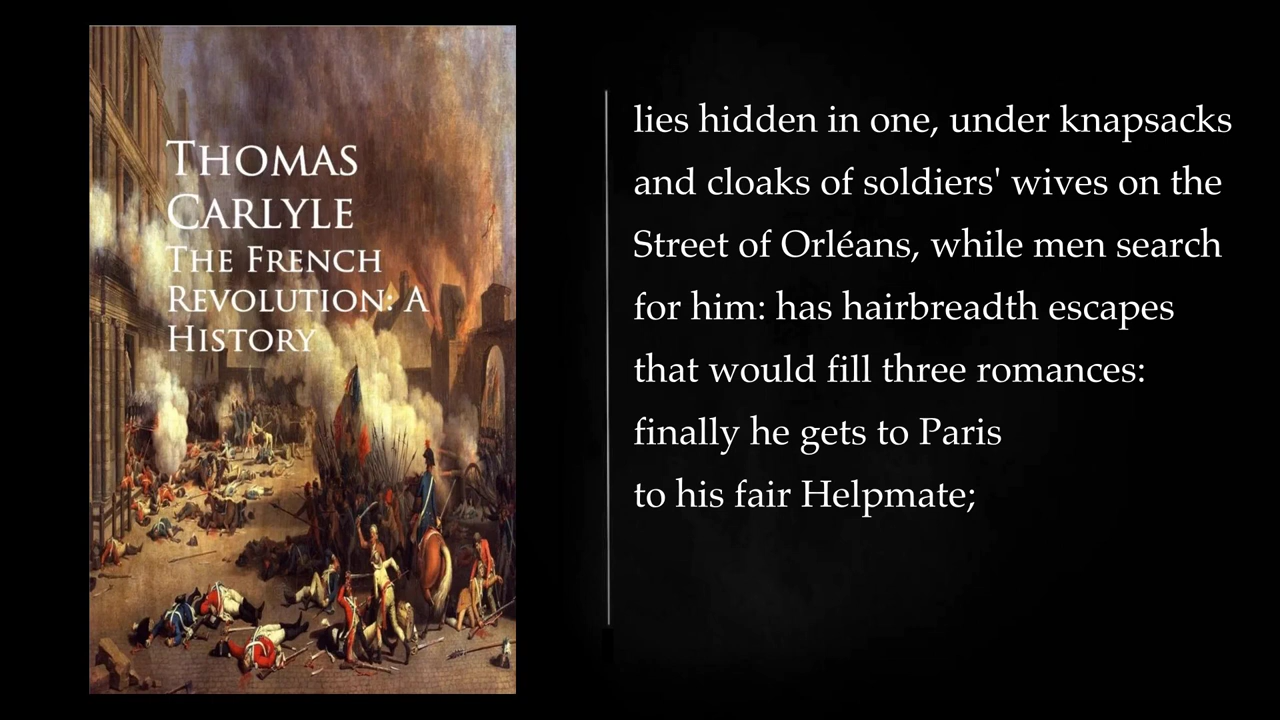 THOMAS
CARLYLE
THE FRENCH
REVOLUTION: A
HISTORY
lies hidden in one, under knapsacks
and cloaks of soldiers' wives on the
Street of Orléans, while men search
for him: has hairbreadth escapes
that would fill three romances:
finally he gets to Paris
to his fair Helpmate;